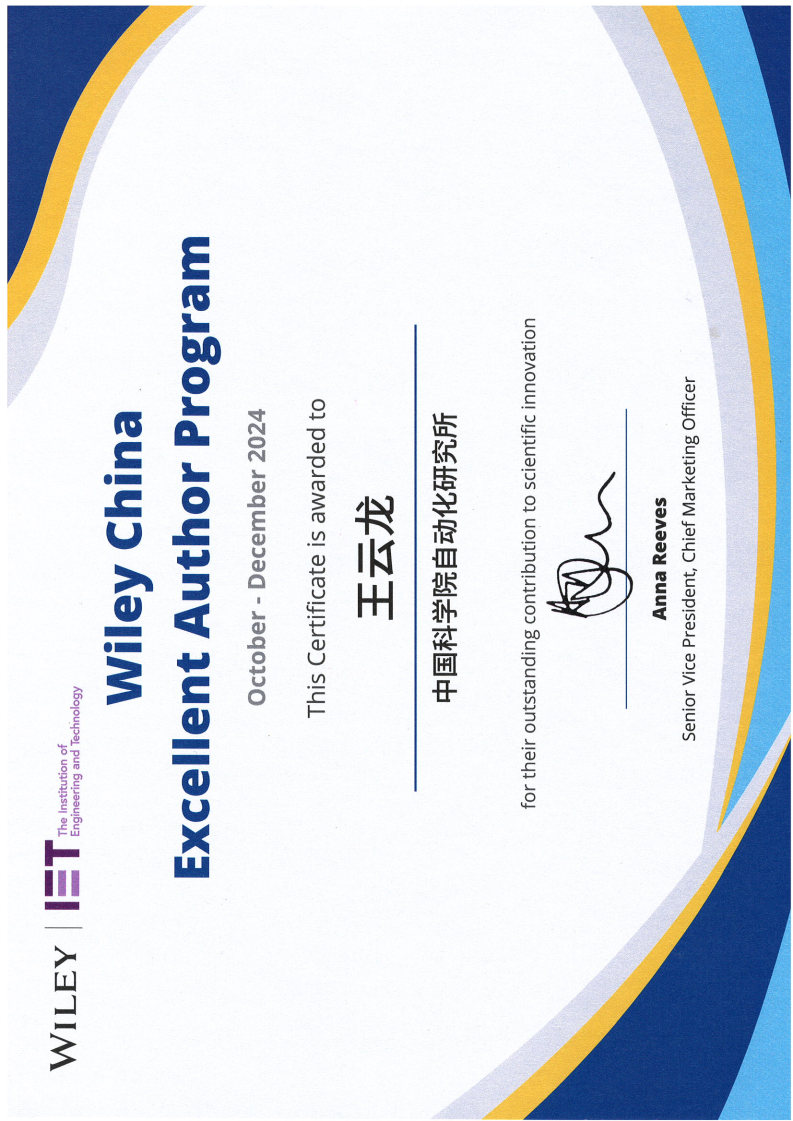 WILEY
IET The Institution of
Engineering and Technology
Wiley China
Excellent Author Program
October - December 2024
This Certificate is awarded to
王云龙
中国科学院自动化研究所
for their outstanding contribution to scientific innovation
Anna Reeves
Senior Vice President, Chief Marketing Officer